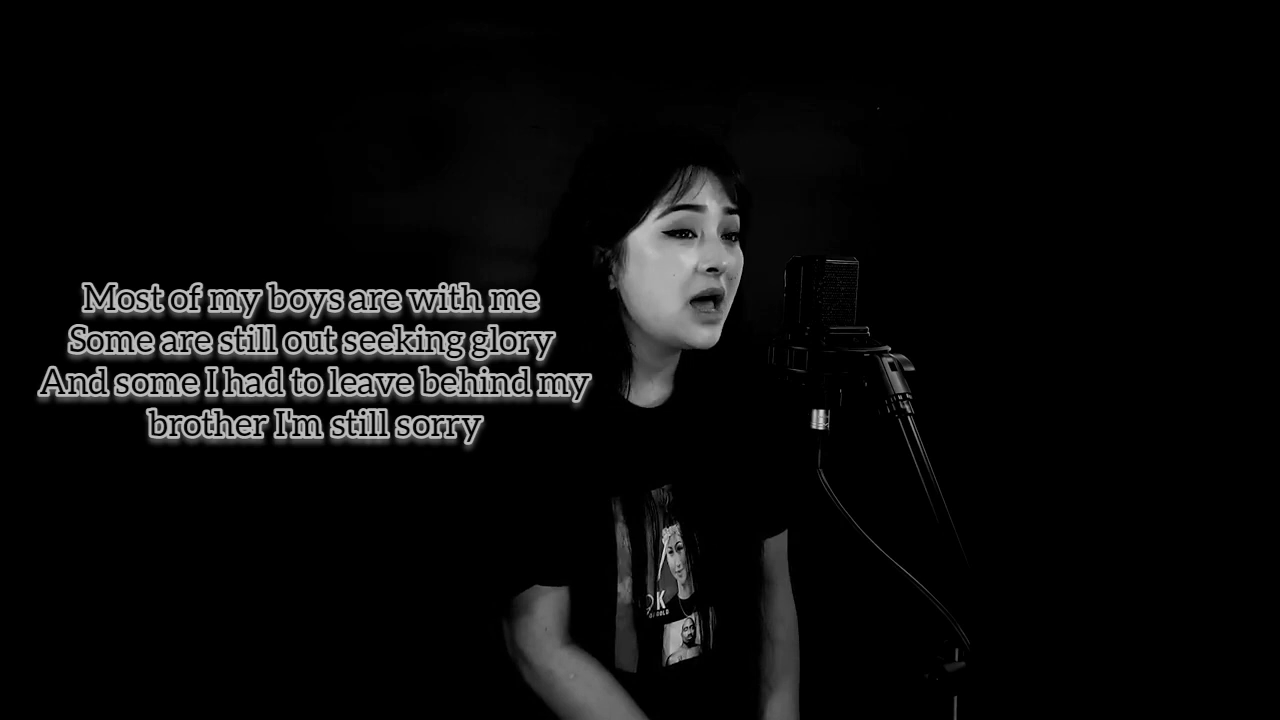 Most of my boys are with me
Some are still out seeking glory
And some I had to leave behind my
brother I'm still sorry
K